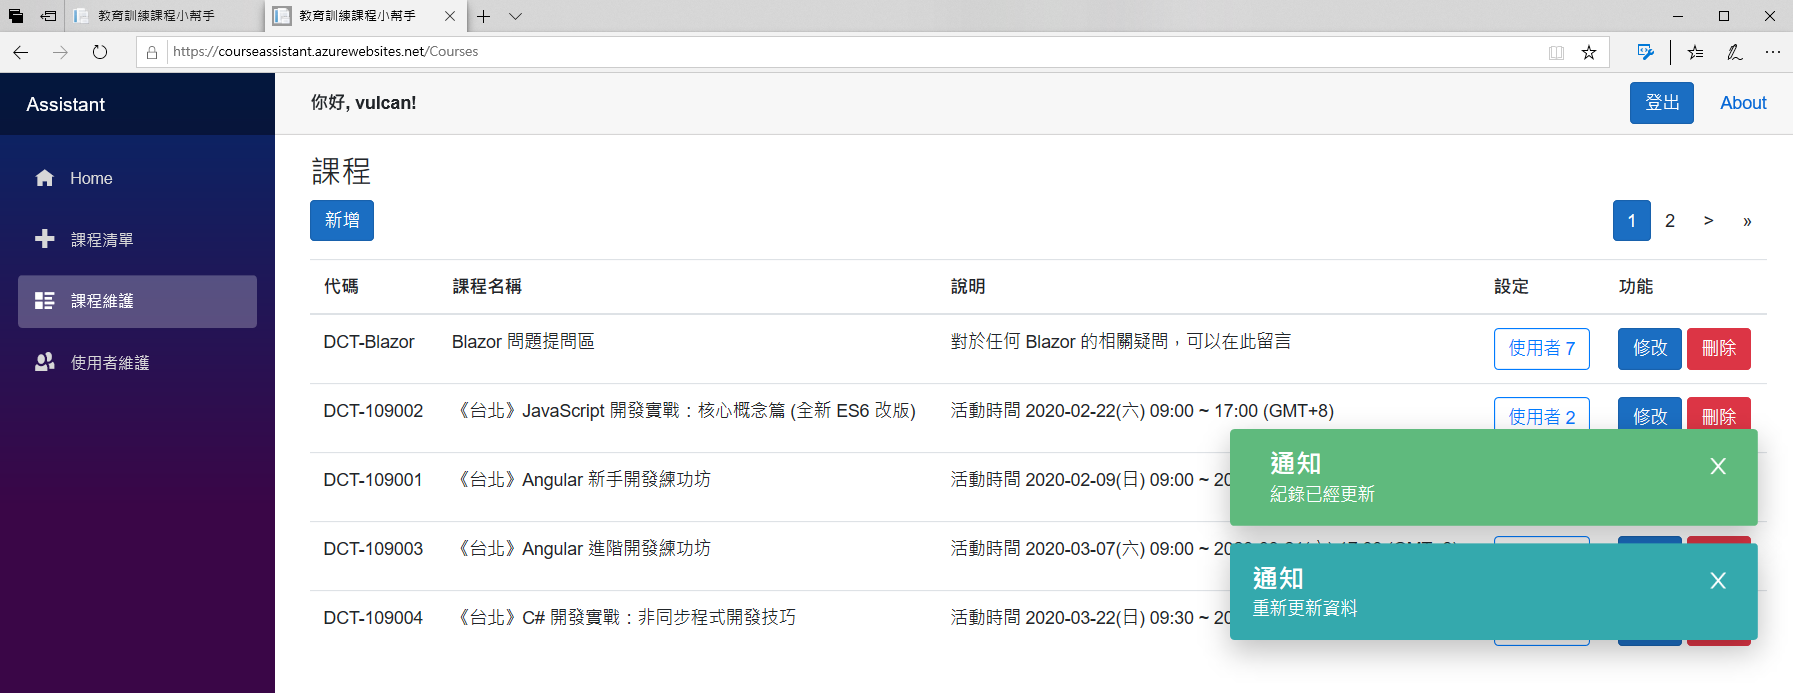 教育訓練課程小幫手
教育訓練課程小幫手
https://courseassistant.azurewebsites.net/Courses
Assistant
你好, vulcan!
登出
About
Home
課程清單
課程維護
使用者維護
課程
新增
1 2 > »
代碼 課程名稱 說明 設定 功能
DCT-Blazor Blazor 問題提問區 對於任何 Blazor 的相關疑問，可以在此留言 使用者 7 修改 刪除
DCT-109002 《台北》JavaScript 開發實戰：核心概念篇 (全新 ES6 改版) 活動時間 2020-02-22(六) 09:00 ~ 17:00 (GMT+8) 使用者 2 修改 刪除
DCT-109001 《台北》Angular 新手開發練功坊 活動時間 2020-02-09(日) 09:00 ~
DCT-109003 《台北》Angular 進階開發練功坊 活動時間 2020-03-07(六) 09:00 ~
DCT-109004 《台北》C# 開發實戰：非同步程式開發技巧 活動時間 2020-03-22(日) 09:30 ~
通知
紀錄已經更新
通知
重新更新資料